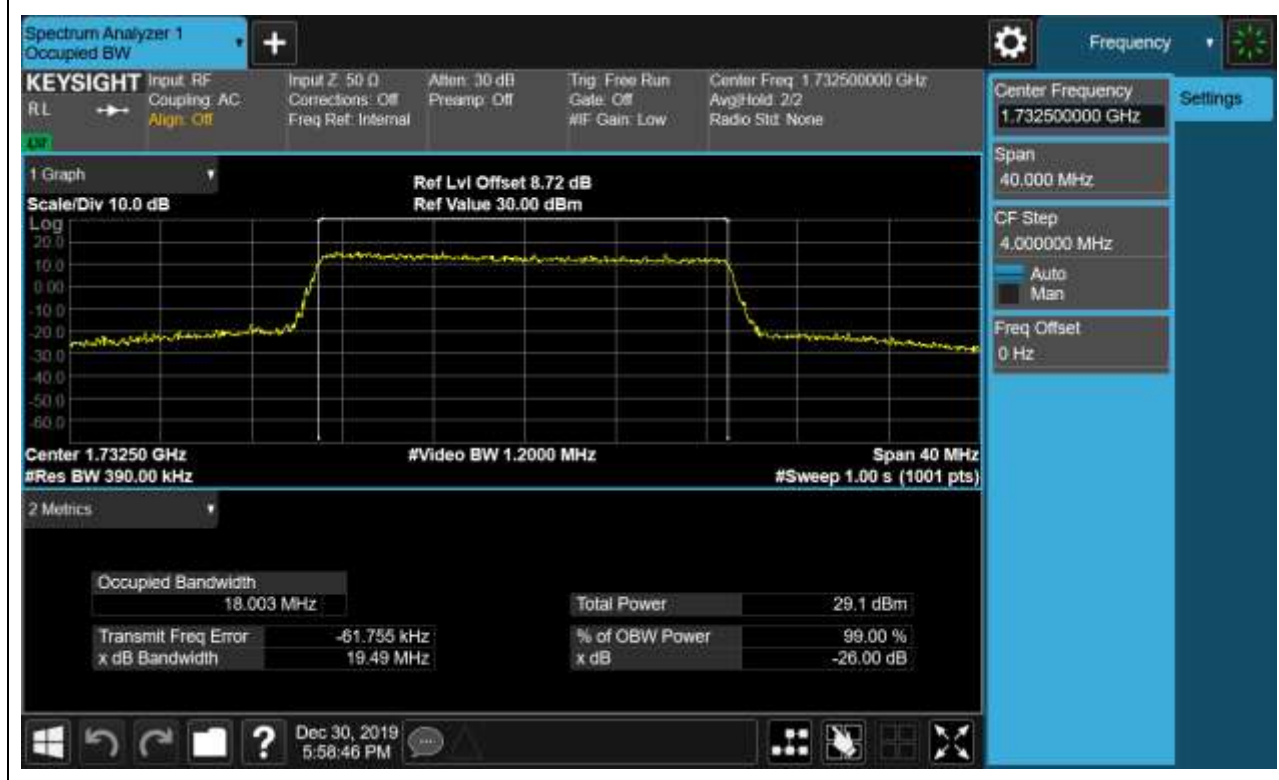 Spectrum Analyzer 1
Occupied BW
Frequency
KEYSIGHT
RL
Input: RF
Coupling: AC
Align: Off
Input Z: 50 Ω
Corrections: Off
Freq Ref: Internal
Atten: 30 dB
Preamp: Off
Trig: Free Run
Gate: Off
#IF Gain: Low
Center Freq: 1.732500000 GHz
Avg|Hold: 2/2
Radio Std: None
Center Frequency
1.732500000 GHz
Settings
Span
40.000 MHz
CF Step
4.000000 MHz
Auto
Man
Freq Offset
0 Hz
1 Graph
Ref Lvl Offset 8.72 dB
Scale/Div 10.0 dB
Ref Value 30.00 dBm
Log
20.0
10.0
0.00
-10.0
-20.0
-30.0
-40.0
-50.0
-60.0
Center 1.73250 GHz
#Video BW 1.2000 MHz
Span 40 MHz
#Res BW 390.00 kHz
#Sweep 1.00 s (1001 pts)
2 Metrics
Occupied Bandwidth
18.003 MHz
Total Power 29.1 dBm
Transmit Freq Error -61.755 kHz
% of OBW Power 99.00 %
x dB Bandwidth 19.49 MHz
x dB -26.00 dB
?
Dec 30, 2019
5:58:46 PM